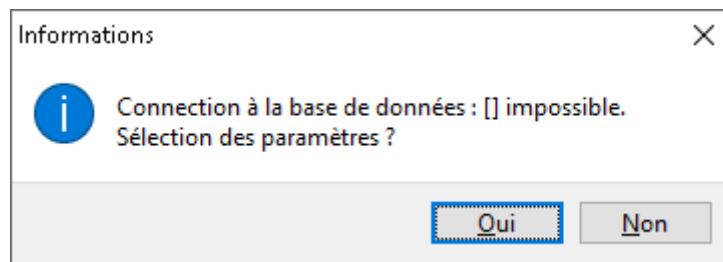 Informations
Connection à la base de données : [] impossible.
Sélection des paramètres ?
Oui
Non